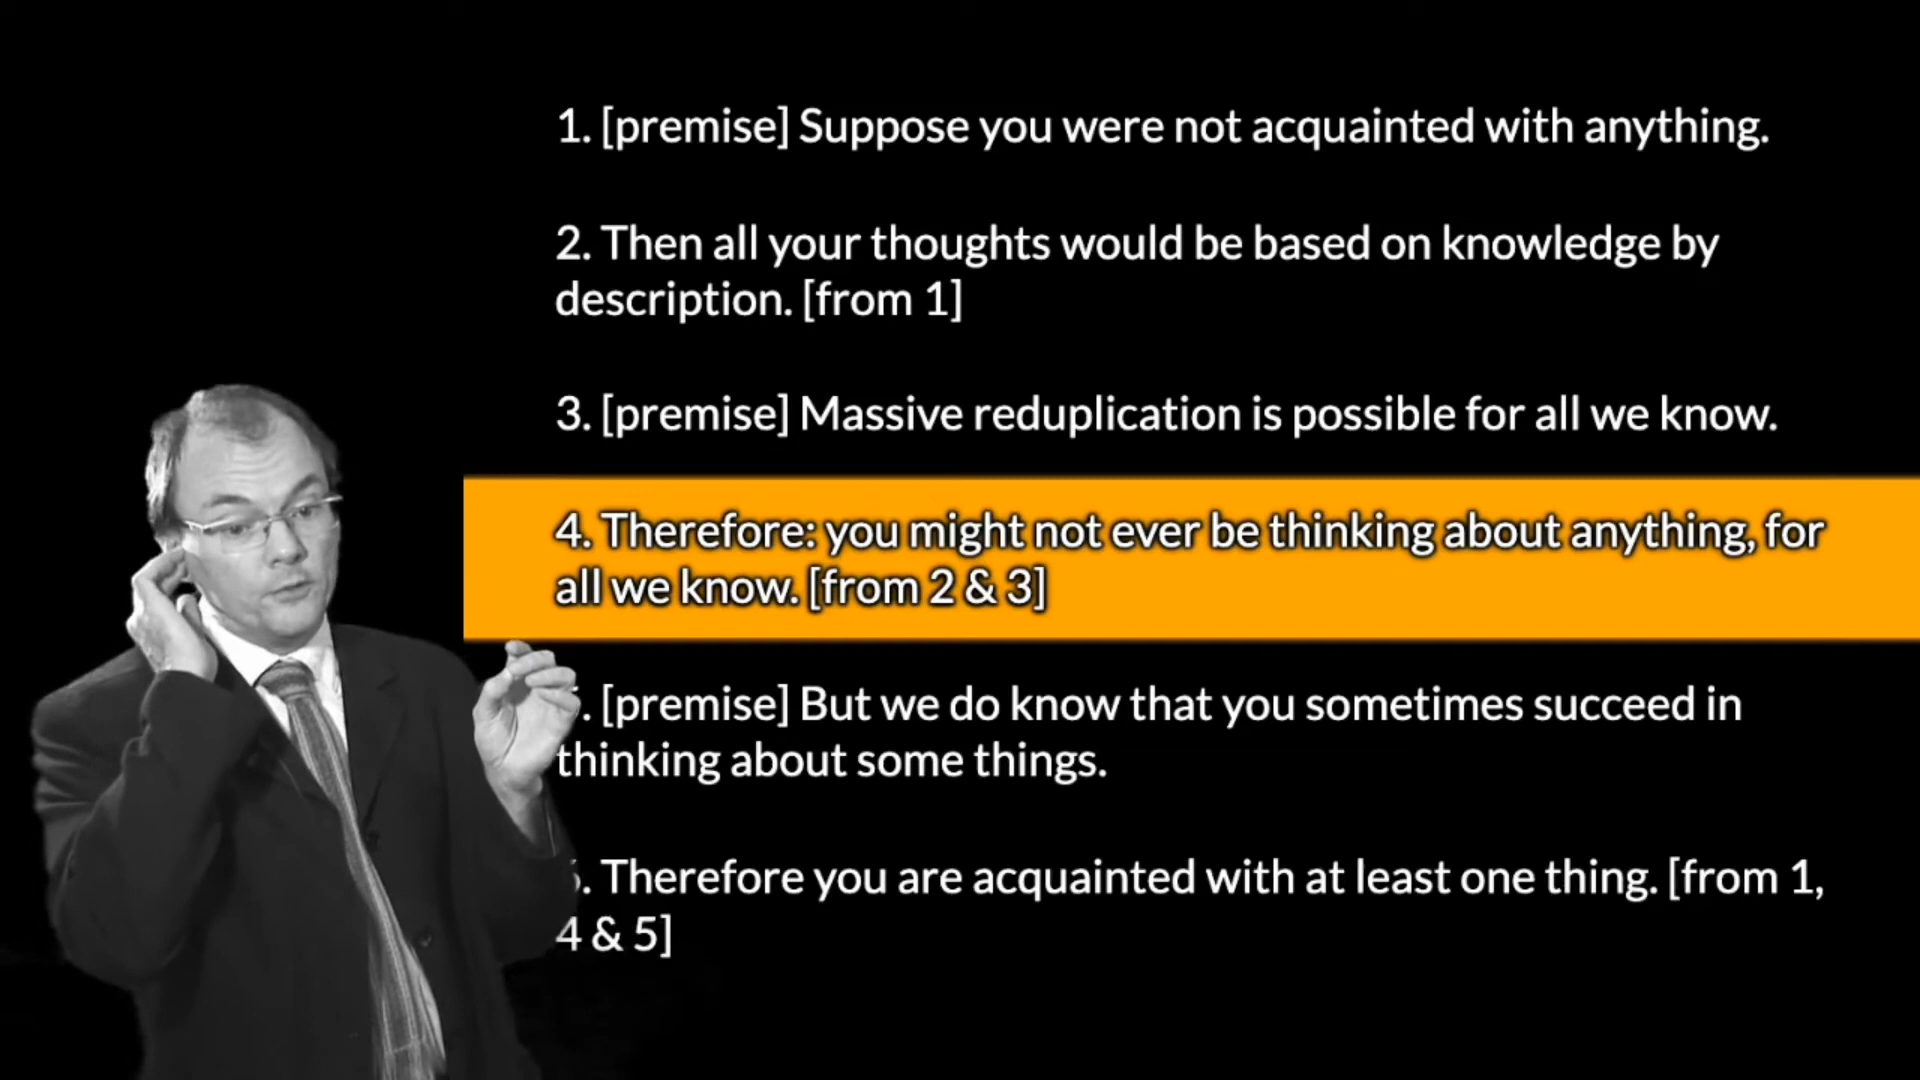 1. [premise] Suppose you were not acquainted with anything.
2. Then all your thoughts would be based on knowledge by
description. [from 1]
3. [premise] Massive reduplication is possible for all we know.
4. Therefore: you might not ever be thinking about anything, for
all we know. [from 2 & 3]
. [premise] But we do know that you sometimes succeed in
thinking about some things.
. Therefore you are acquainted with at least one thing. [from 1,
4 & 5]